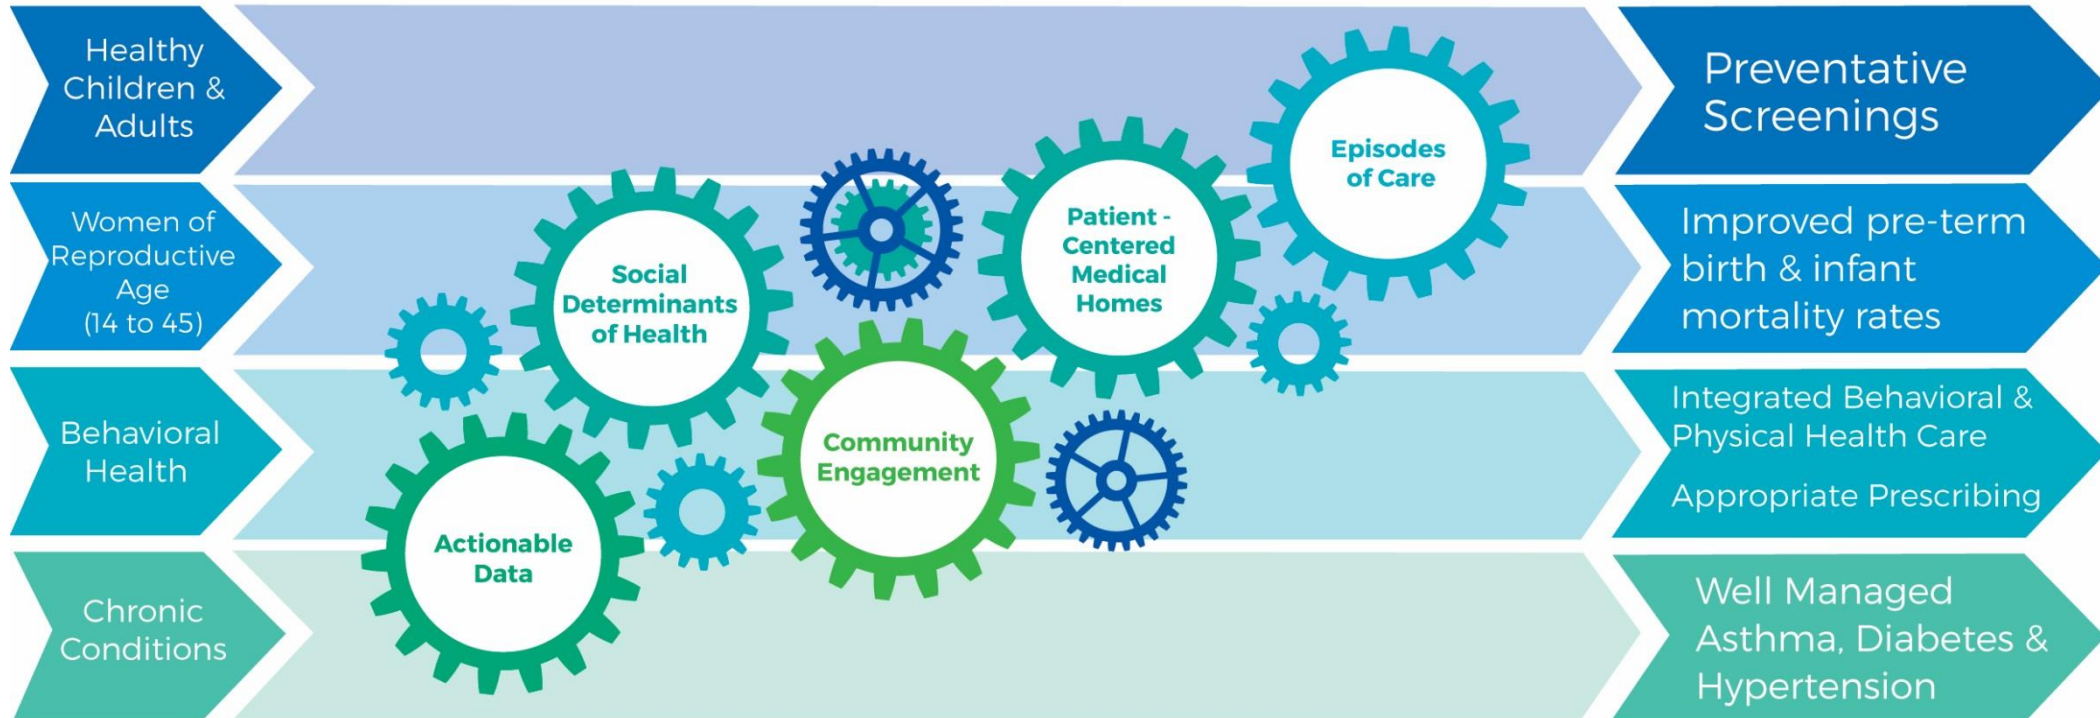 Healthy
Children &
Adults
Women of
Reproductive
Age
(14 to 45)
Behavioral
Health
Chronic
Conditions
Actionable
Data
Social
Determinants
of Health
Community
Engagement
Patient -
Centered
Medical
Homes
Episodes
of Care
Preventative
Screenings
Improved pre-term
birth & infant
mortality rates
Integrated Behavioral &
Physical Health Care
Appropriate Prescribing
Well Managed
Asthma, Diabetes &
Hypertension